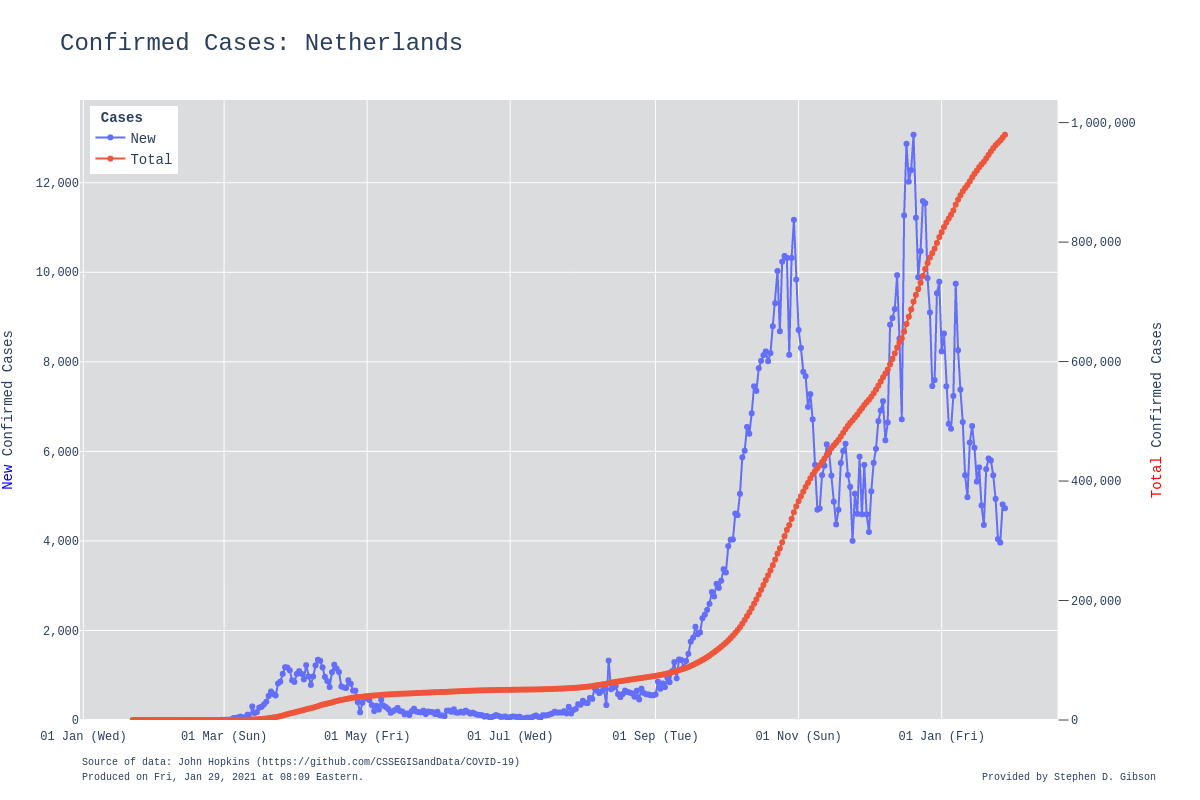 Confirmed Cases: Netherlands
Cases
New
Total
12,000
10,000
8,000
6,000
4,000
2,000
0
New Confirmed Cases
1,000,000
800,000
600,000
400,000
200,000
0
Total Confirmed Cases
01 Jan (Wed)
01 Mar (Sun)
01 May (Fri)
01 Jul (Wed)
01 Sep (Tue)
01 Nov (Sun)
01 Jan (Fri)
Source of data: John Hopkins (https://github.com/CSSEGISandData/COVID-19)
Produced on Fri, Jan 29, 2021 at 08:09 Eastern.
Provided by Stephen D. Gibson